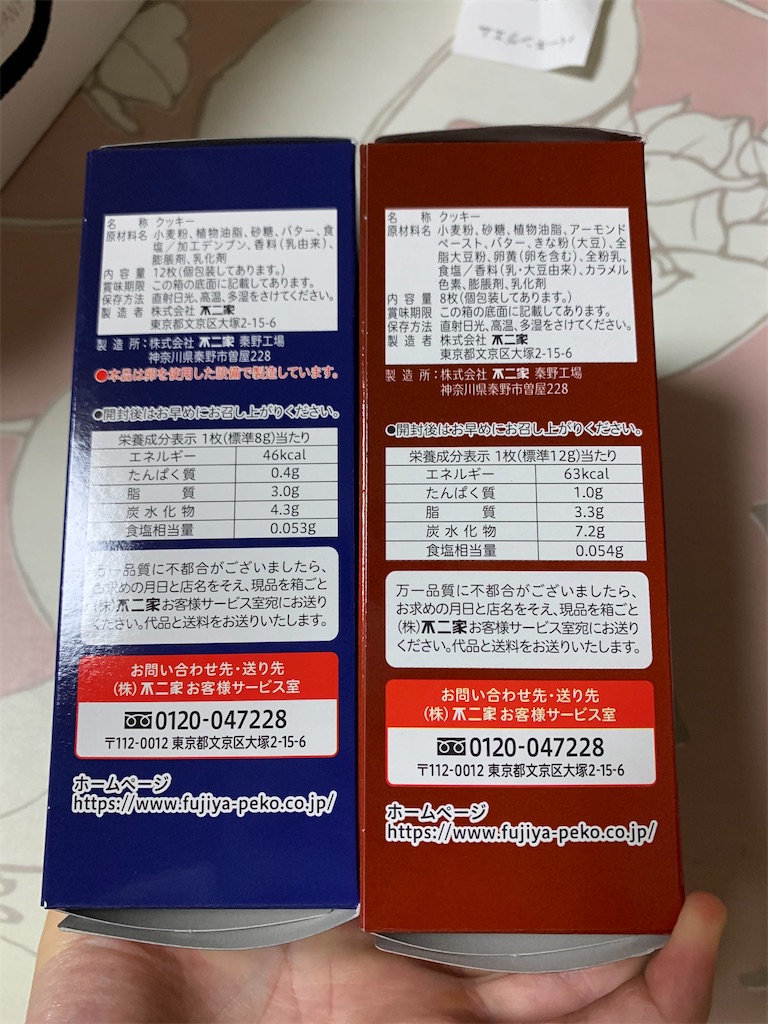 パーキングエム
名称 クッキー
原材料名 小麦粉、植物油脂、砂糖、バター、食
塩／加工デンプン、香料(乳由来)、
膨脹剤、乳化剤
内容量 12枚(個包装してあります。)
賞味期限 この箱の底面に記載してあります。
保存方法 直射日光、高温、多湿をさけてください。
製造者 株式会社 不二家
東京都文京区大塚2-15-6
製造所：株式会社 不二家 秦野工場
神奈川県秦野市曽屋228
●本品は卵を使用した設備で製造しています。
●開封後はお早めにお召し上がりください。
栄養成分表示 1枚(標準8g)当たり
エネルギー 46kcal
たんぱく質 0.4g
脂質 3.0g
炭水化物 4.3g
食塩相当量 0.053g
万一品質に不都合がございましたら、
お求めの月日と店名をそえ、現品を箱ごと
(株)不二家お客様サービス室宛にお送り
ください。代品と送料をお送りいたします。
お問い合わせ先・送り先
(株)不二家 お客様サービス室
0120-047228
〒112-0012 東京都文京区大塚2-15-6
ホームページ
https://www.fujiya-peko.co.jp/
名称 クッキー
原材料名 小麦粉、砂糖、植物油脂、アーモンド
ペースト、バター、きな粉(大豆)、全
脂大豆粉、卵黄(卵を含む)、全粉乳、
食塩／香料(乳・大豆由来)、カラメル
色素、膨脹剤、乳化剤
内容量 8枚(個包装してあります。)
賞味期限 この箱の底面に記載してあります。
保存方法 直射日光、高温、多湿をさけてください。
製造者 株式会社 不二家
東京都文京区大塚2-15-6
製造所：株式会社 不二家 秦野工場
神奈川県秦野市曽屋228
●開封後はお早めにお召し上がりください。
栄養成分表示 1枚(標準12g)当たり
エネルギー 63kcal
たんぱく質 1.0g
脂質 3.3g
炭水化物 7.2g
食塩相当量 0.054g
万一品質に不都合がございましたら、
お求めの月日と店名をそえ、現品を箱ごと
(株)不二家お客様サービス室宛にお送り
ください。代品と送料をお送りいたします。
お問い合わせ先・送り先
(株)不二家 お客様サービス室
0120-047228
〒112-0012 東京都文京区大塚2-15-6
ホームページ
https://www.fujiya-peko.co.jp/